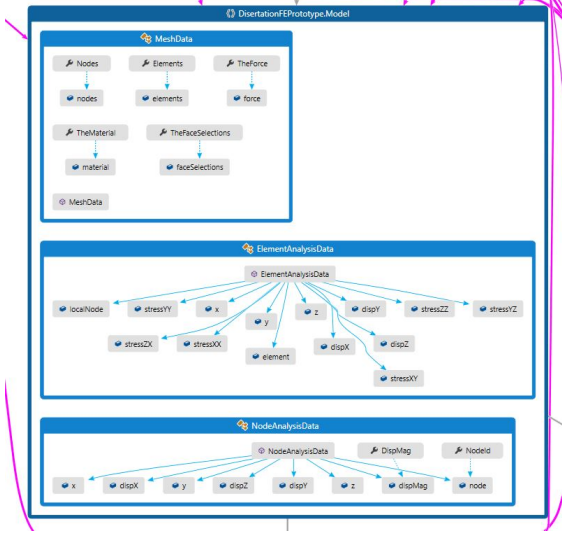 DisertationFEPrototype.Model
MeshData
Nodes Elements TheForce
nodes elements force
TheMaterial TheFaceSelections
material faceSelections
MeshData
ElementAnalysisData
ElementAnalysisData
localNode stressYY x z dispY stressZZ stressYZ
y
stressZX stressXX dispX dispZ
element
stressXY
NodeAnalysisData
NodeAnalysisData DispMag NodeId
x dispX y dispZ dispY z dispMag node